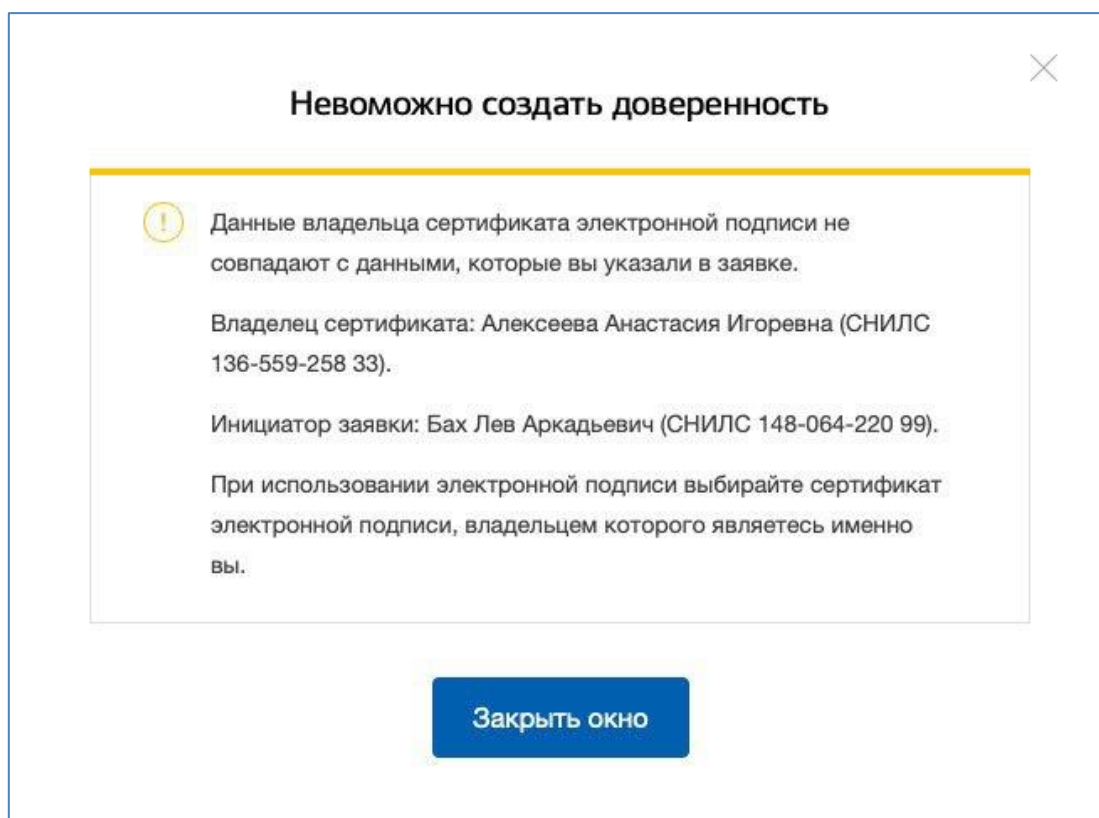 Невоможно создать доверенность
Данные владельца сертификата электронной подписи не
совпадают с данными, которые вы указали в заявке.
Владелец сертификата: Алексеева Анастасия Игоревна (СНИЛС
136-559-258 33).
Инициатор заявки: Бах Лев Аркадьевич (СНИЛС 148-064-220 99).
При использовании электронной подписи выбирайте сертификат
электронной подписи, владельцем которого являетесь именно
вы.
Закрыть окно